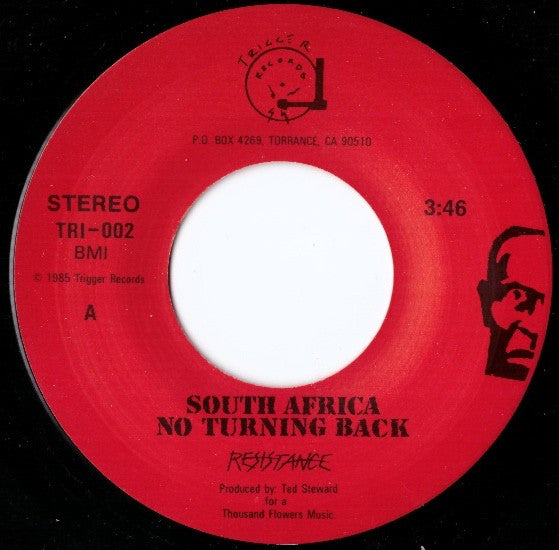 TRIGGER
RECORDS
P.O. BOX 4269, TORRANCE, CA 90510
STEREO
3:46
TRI-002
BMI
© 1985 Trigger Records
A
SOUTH AFRICA
NO TURNING BACK
RESISTANCE
Produced by: Ted Steward
for a
Thousand Flowers Music.